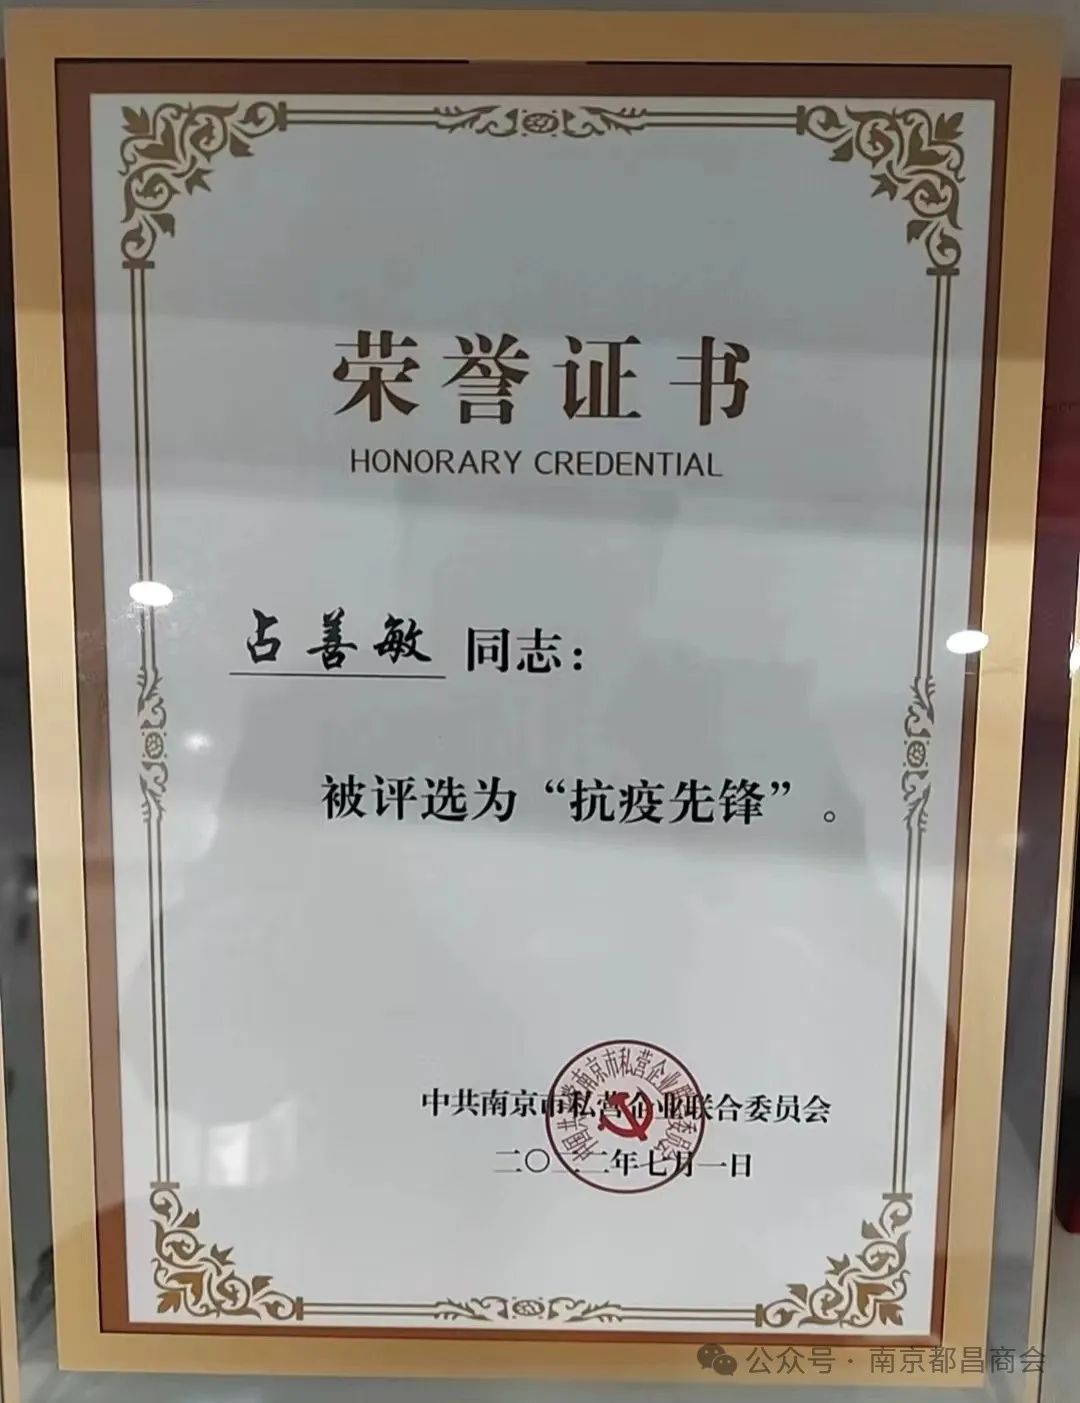 荣誉证书
HONORARY CREDENTIAL
占善敏 同志：
被评选为“抗疫先锋”。
中共南京市私营企业联合委员会
二〇二二年七月一日
公众号·南京都昌商会